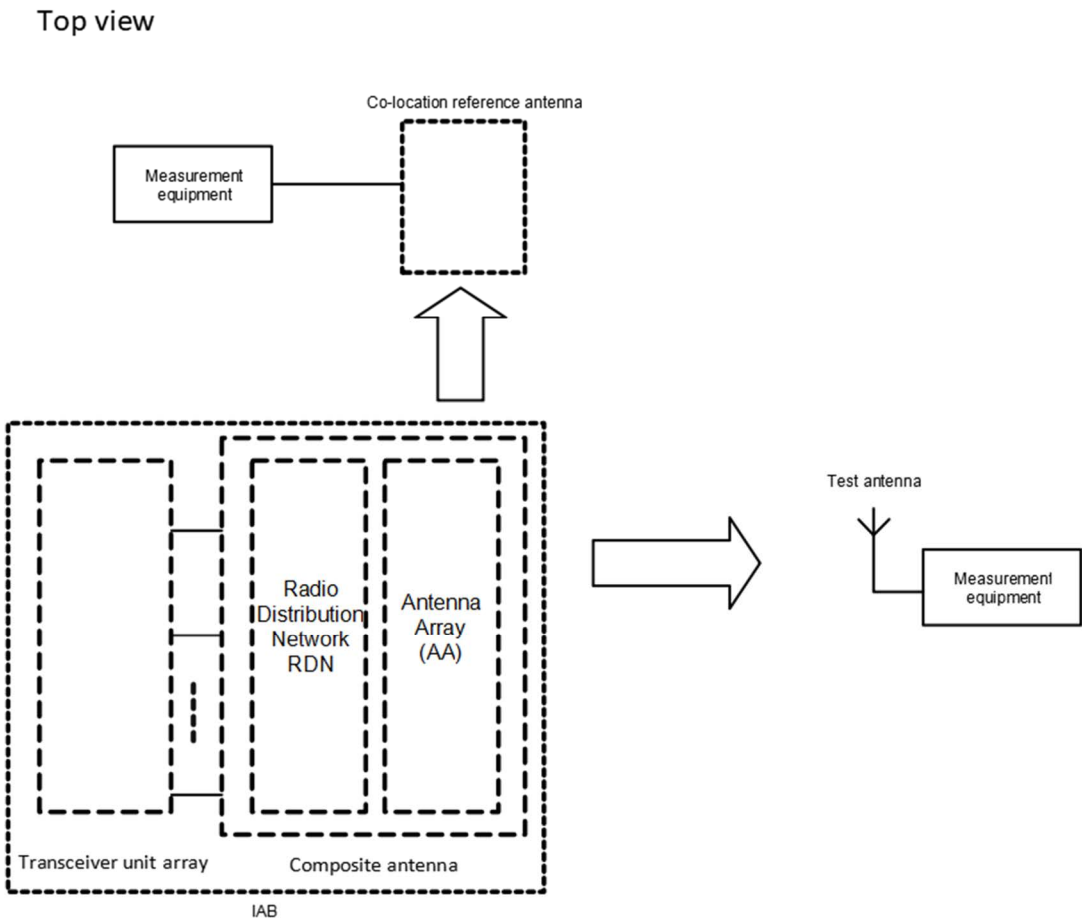 Top view
Co-location reference antenna
Measurement
equipment
Test antenna
Measurement
equipment
Radio
Distribution
Network
RDN
Antenna
Array
(AA)
Transceiver unit array
Composite antenna
IAB